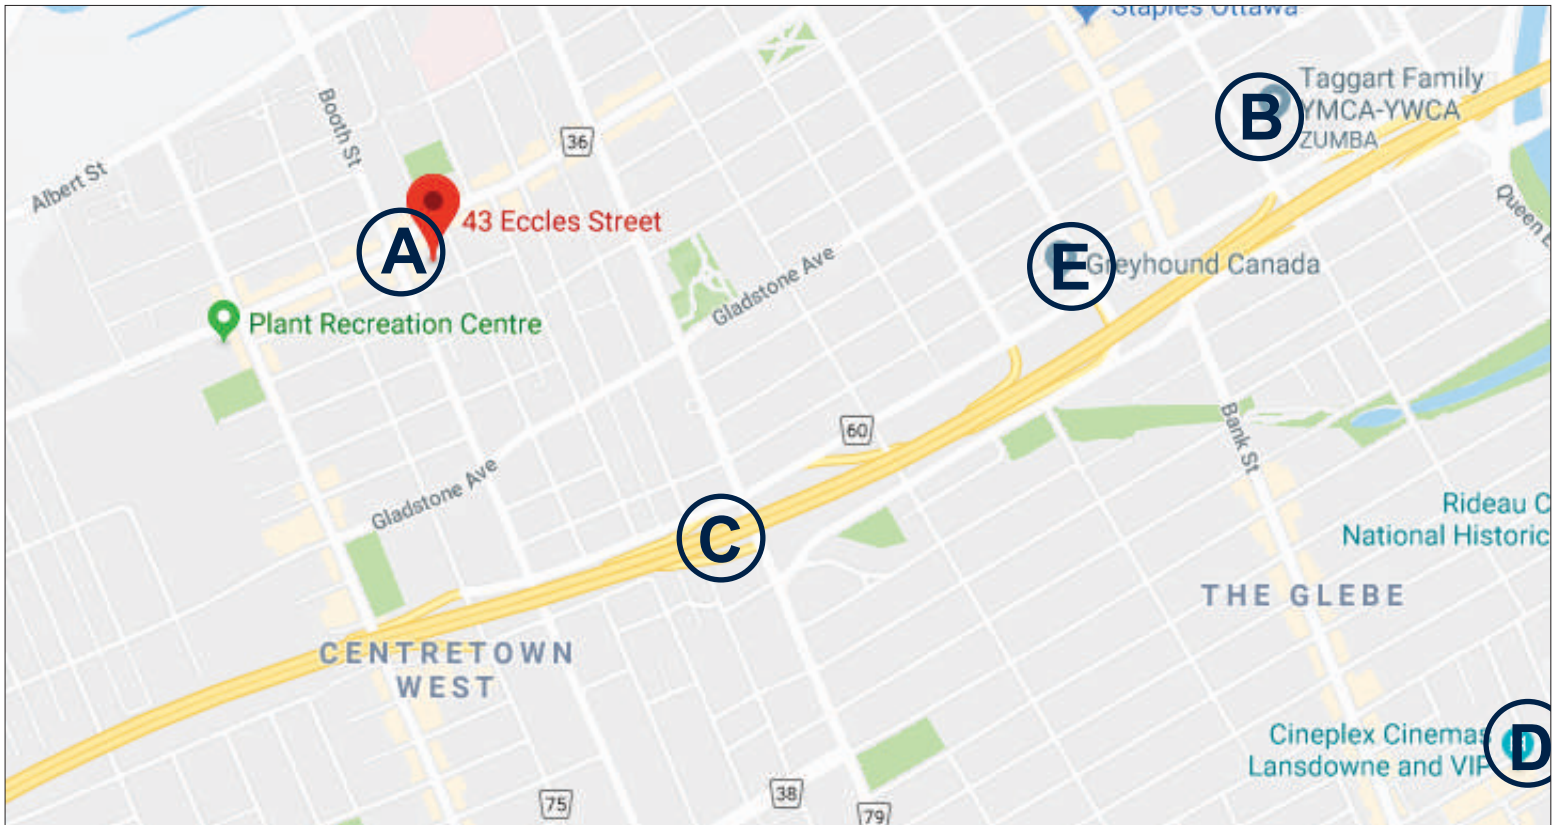 Staples Ottawa
Taggart Family
YMCA-YWCA
ZUMBA
B
Booth St
36
Albert St
43 Eccles Street
A
Queen E
E
Greyhound Canada
Gladstone Ave
Plant Recreation Centre
60
Bank St
Gladstone Ave
C
Rideau C
National Historic
THE GLEBE
CENTRETOWN
WEST
Cineplex Cinemas
Lansdowne and VIP
D
75
38
79